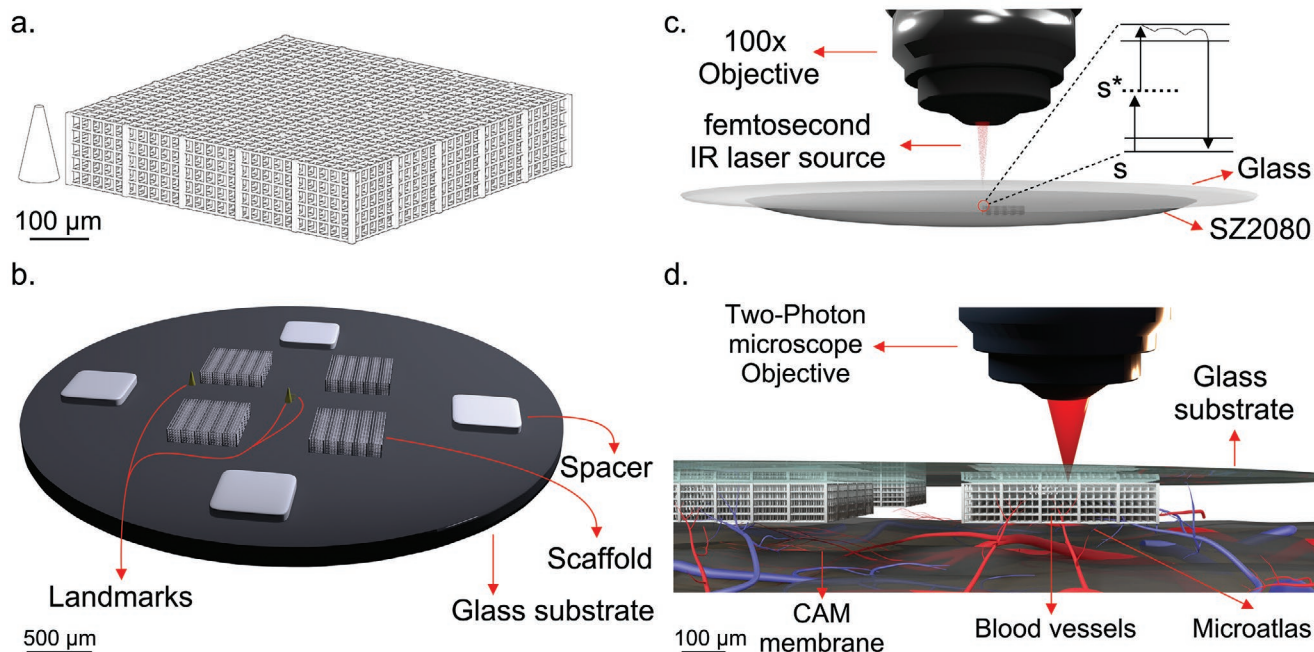 a.
100 µm
b.
Spacer
Scaffold
Landmarks
Glass substrate
500 µm
c.
100x
Objective
femtosecond
IR laser source
s*
s
Glass
SZ2080
d.
Two-Photon
microscope
Objective
Glass
substrate
CAM
membrane
Blood vessels
Microatlas
100 µm